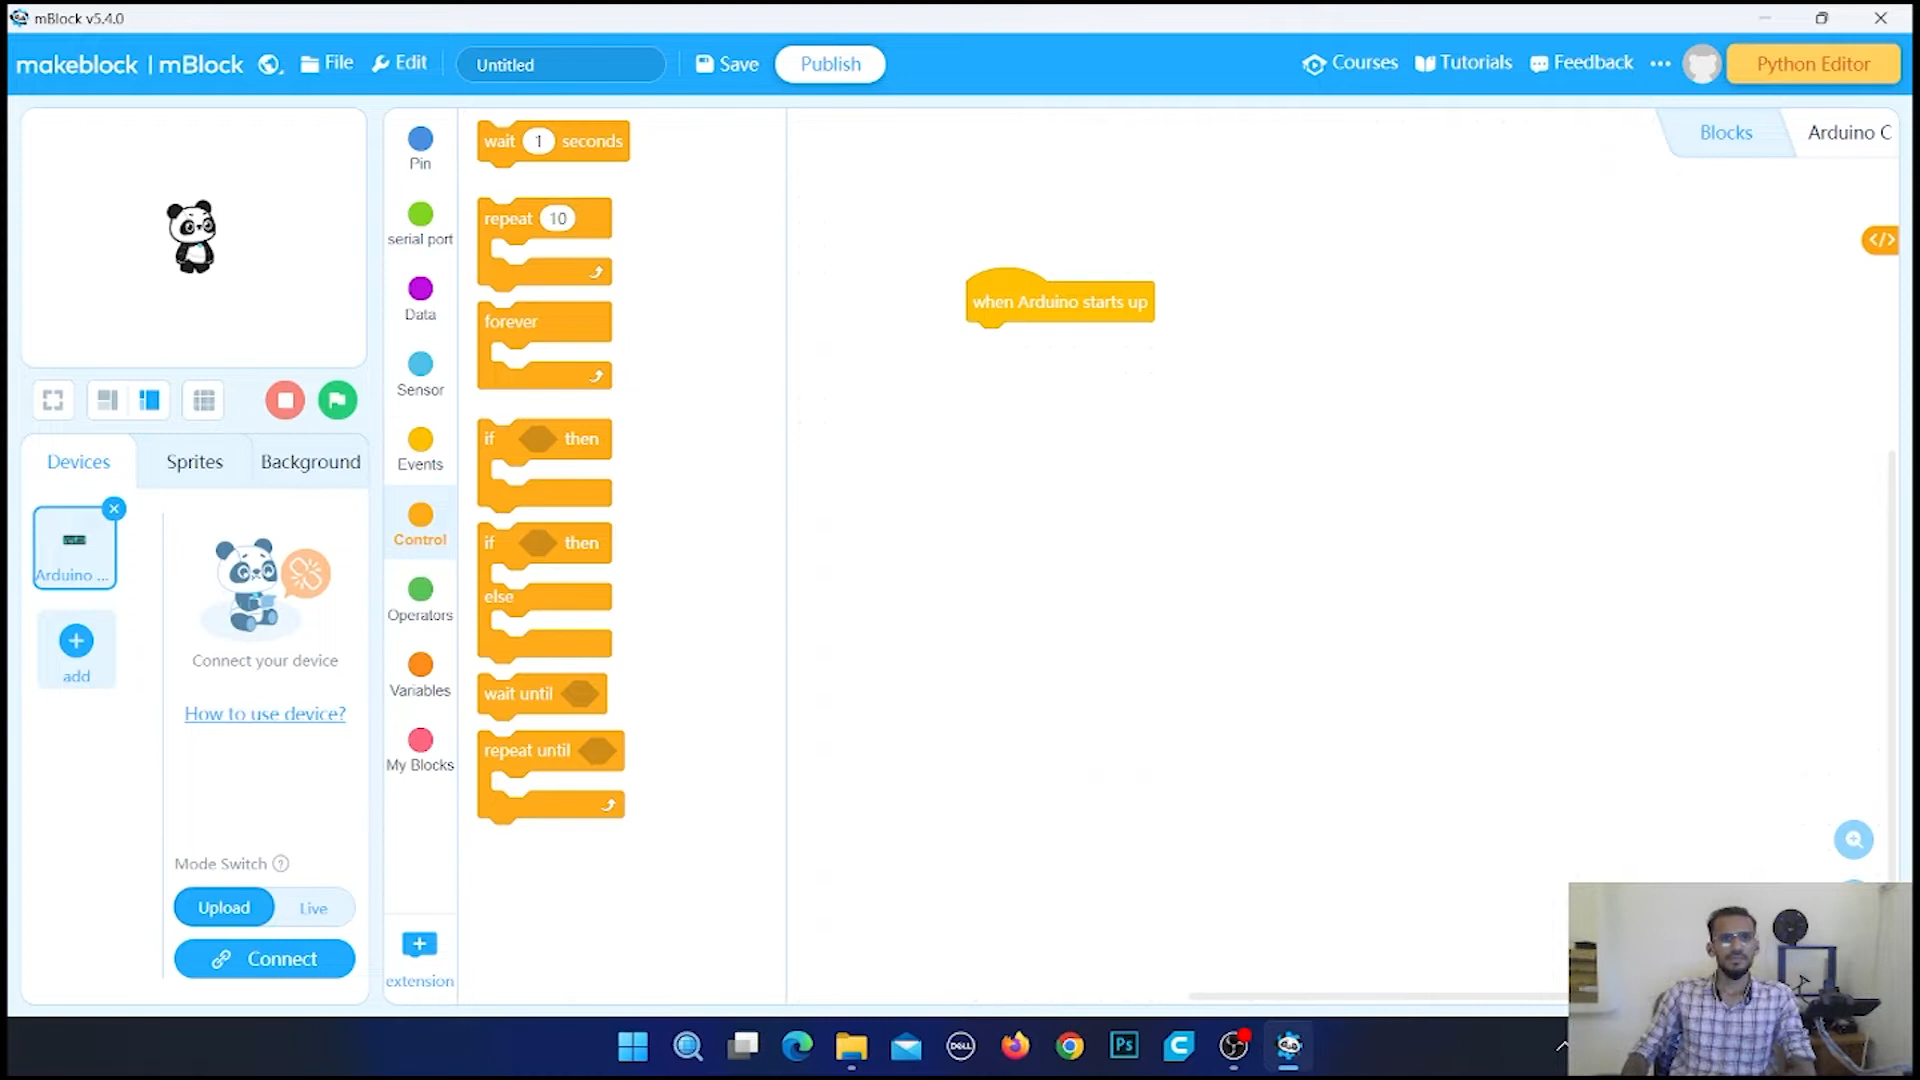 mBlock v5.4.0
makeblock | mBlock
File
Edit
Untitled
Save
Publish
Courses
Tutorials
Feedback
Python Editor
Pin
serial port
Data
Sensor
Events
Control
Operators
Variables
My Blocks
extension
wait 1 seconds
repeat 10
forever
if then
if then
else
wait until
repeat until
when Arduino starts up
Blocks
Arduino C
</>
Devices
Sprites
Background
Arduino ...
add
Connect your device
How to use device?
Mode Switch ?
Upload
Live
Connect
DELL
Ps